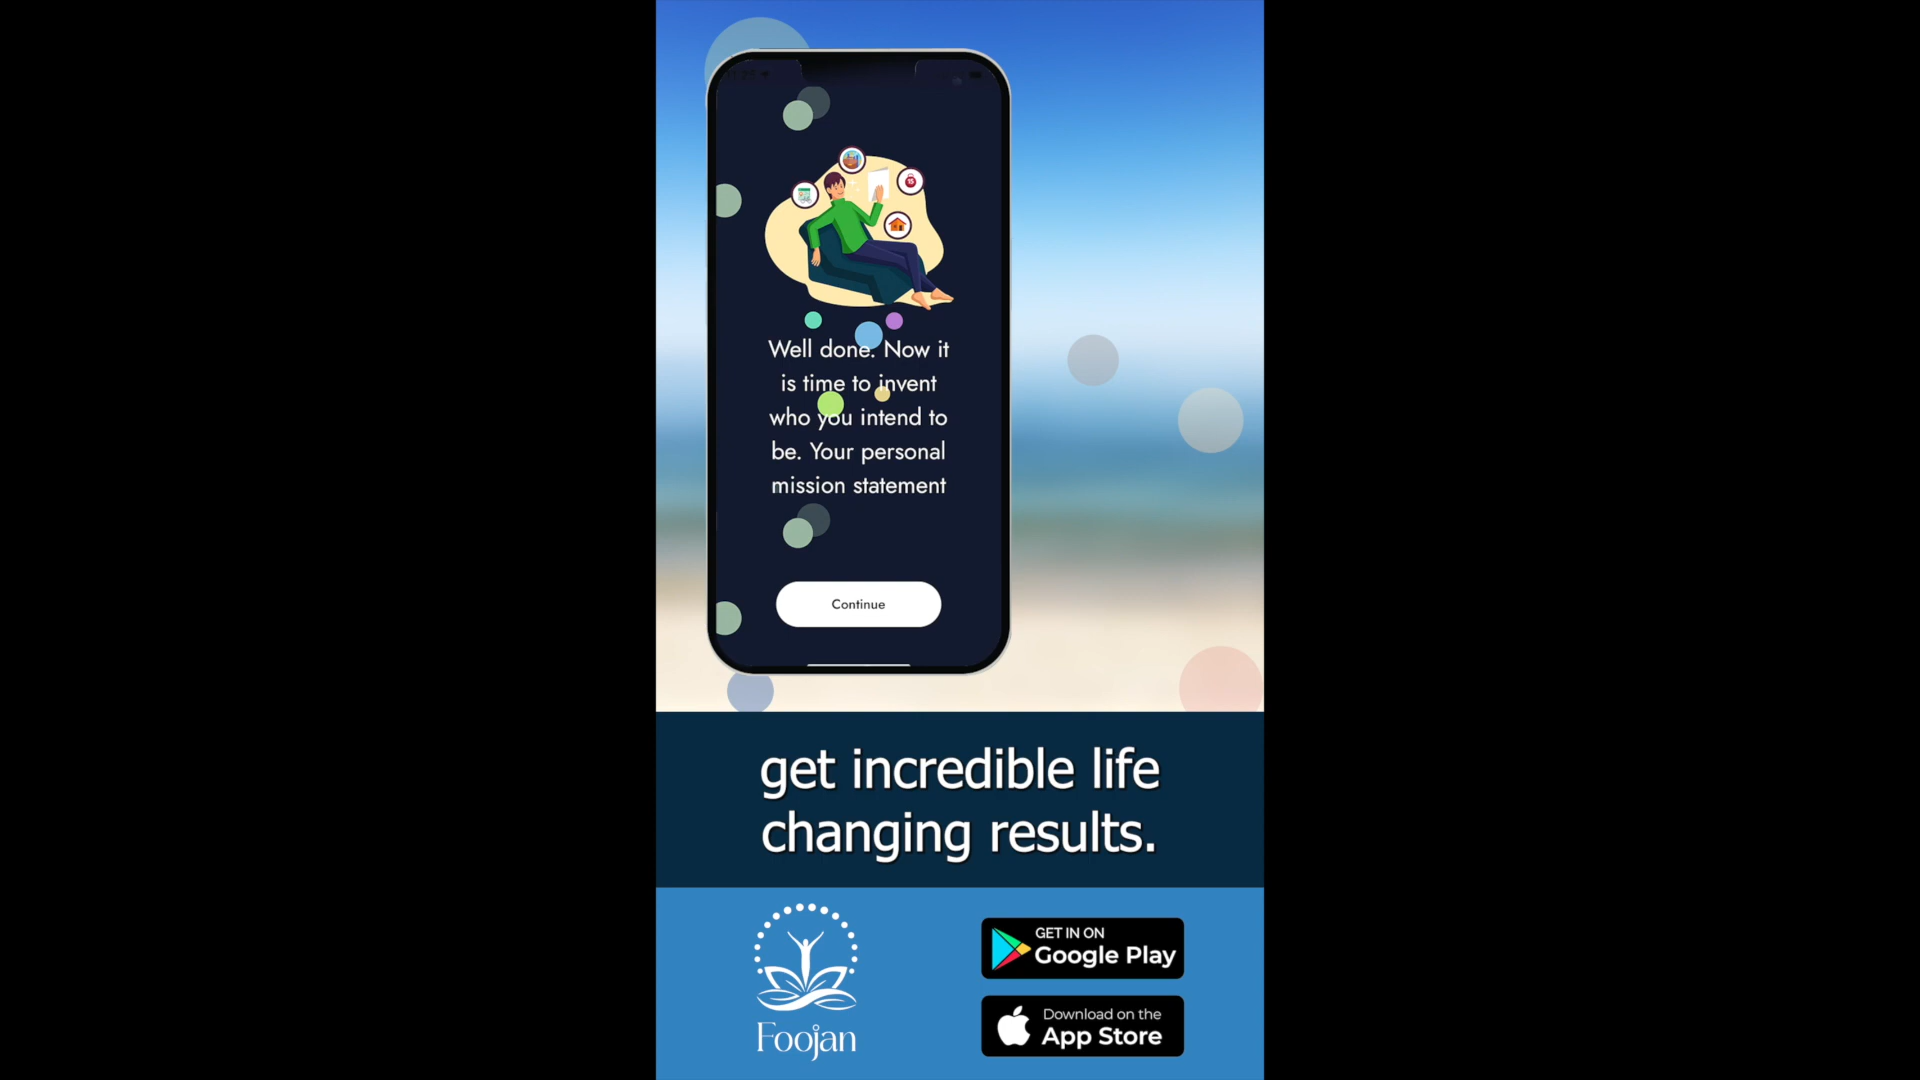 Well done. Now it
is time to invent
who you intend to
be. Your personal
mission statement
Continue
get incredible life
changing results.
Foojan
GET IN ON
Google Play
Download on the
App Store